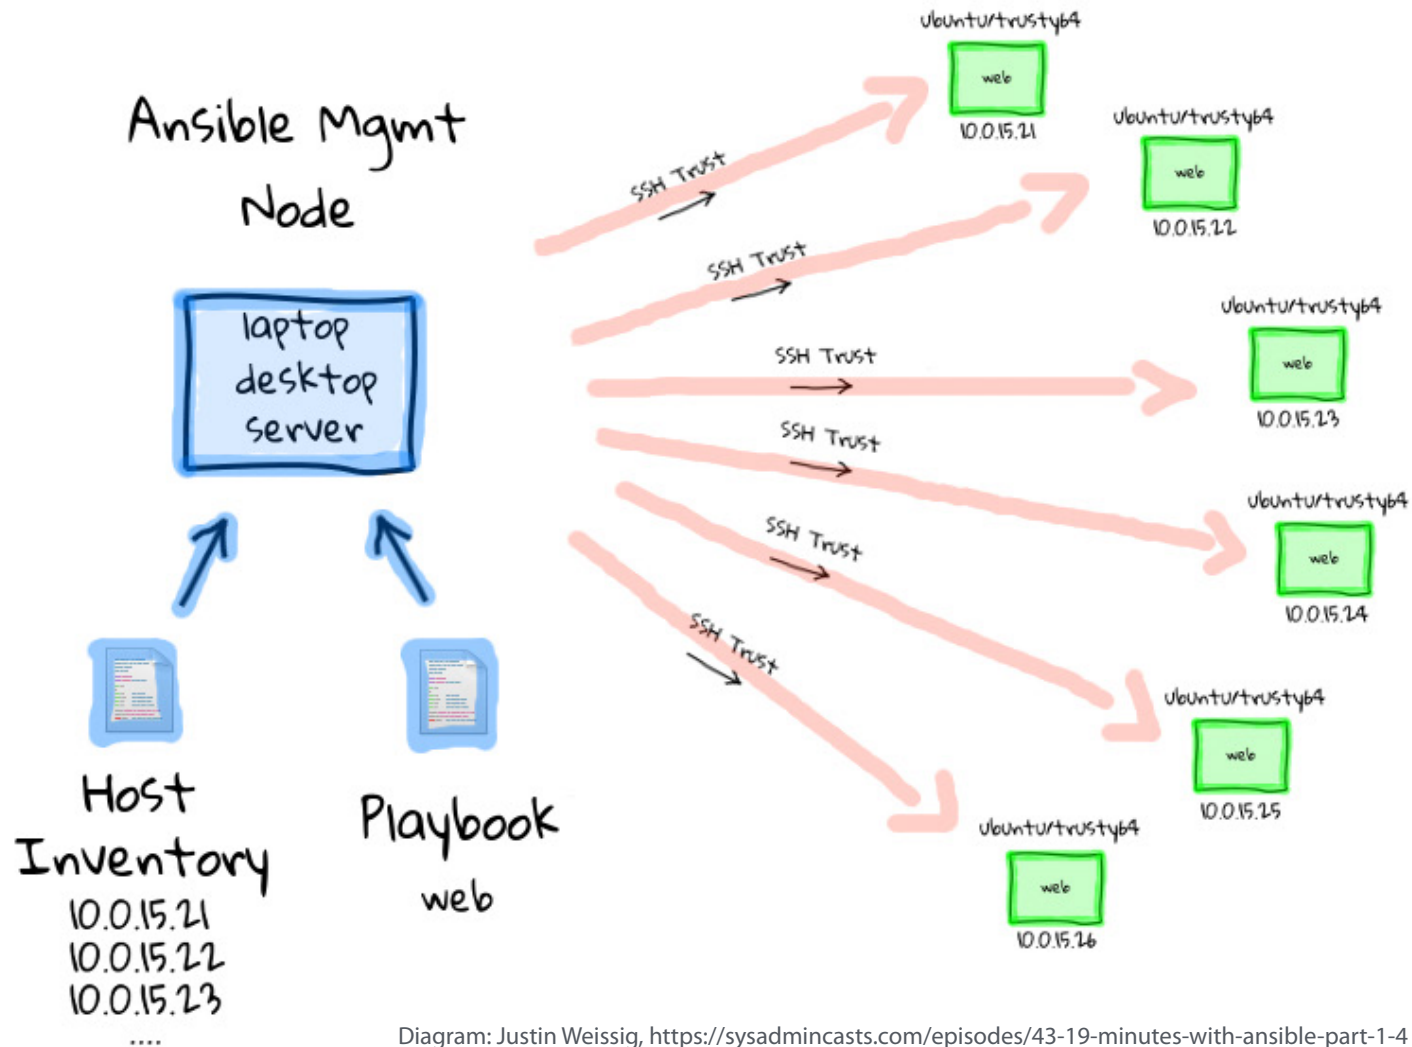 Ansible Mgmt
Node
laptop
desktop
server
Host
Inventory
10.0.15.21
10.0.15.22
10.0.15.23
....
Playbook
web
SSH Trust
SSH Trust
SSH Trust
SSH Trust
SSH Trust
SSH Trust
ubuntu/trusty64
web
10.0.15.21
ubuntu/trusty64
web
10.0.15.22
ubuntu/trusty64
web
10.0.15.23
ubuntu/trusty64
web
10.0.15.24
ubuntu/trusty64
web
10.0.15.25
ubuntu/trusty64
web
10.0.15.26
Diagram: Justin Weissig, https://sysadmincasts.com/episodes/43-19-minutes-with-ansible-part-1-4